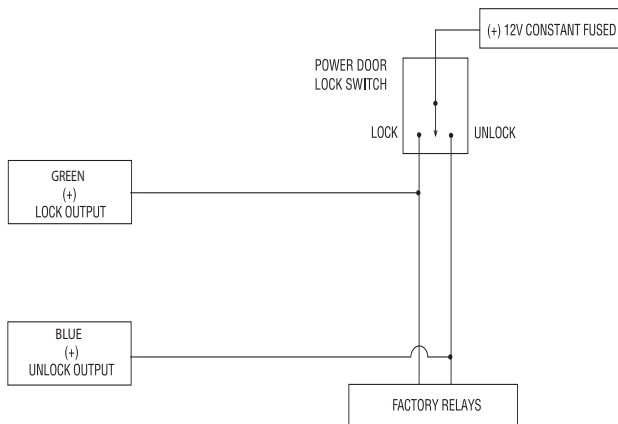 (+) 12V CONSTANT FUSED
POWER DOOR
LOCK SWITCH
LOCK
UNLOCK
GREEN
(+)
LOCK OUTPUT
BLUE
(+)
UNLOCK OUTPUT
FACTORY RELAYS